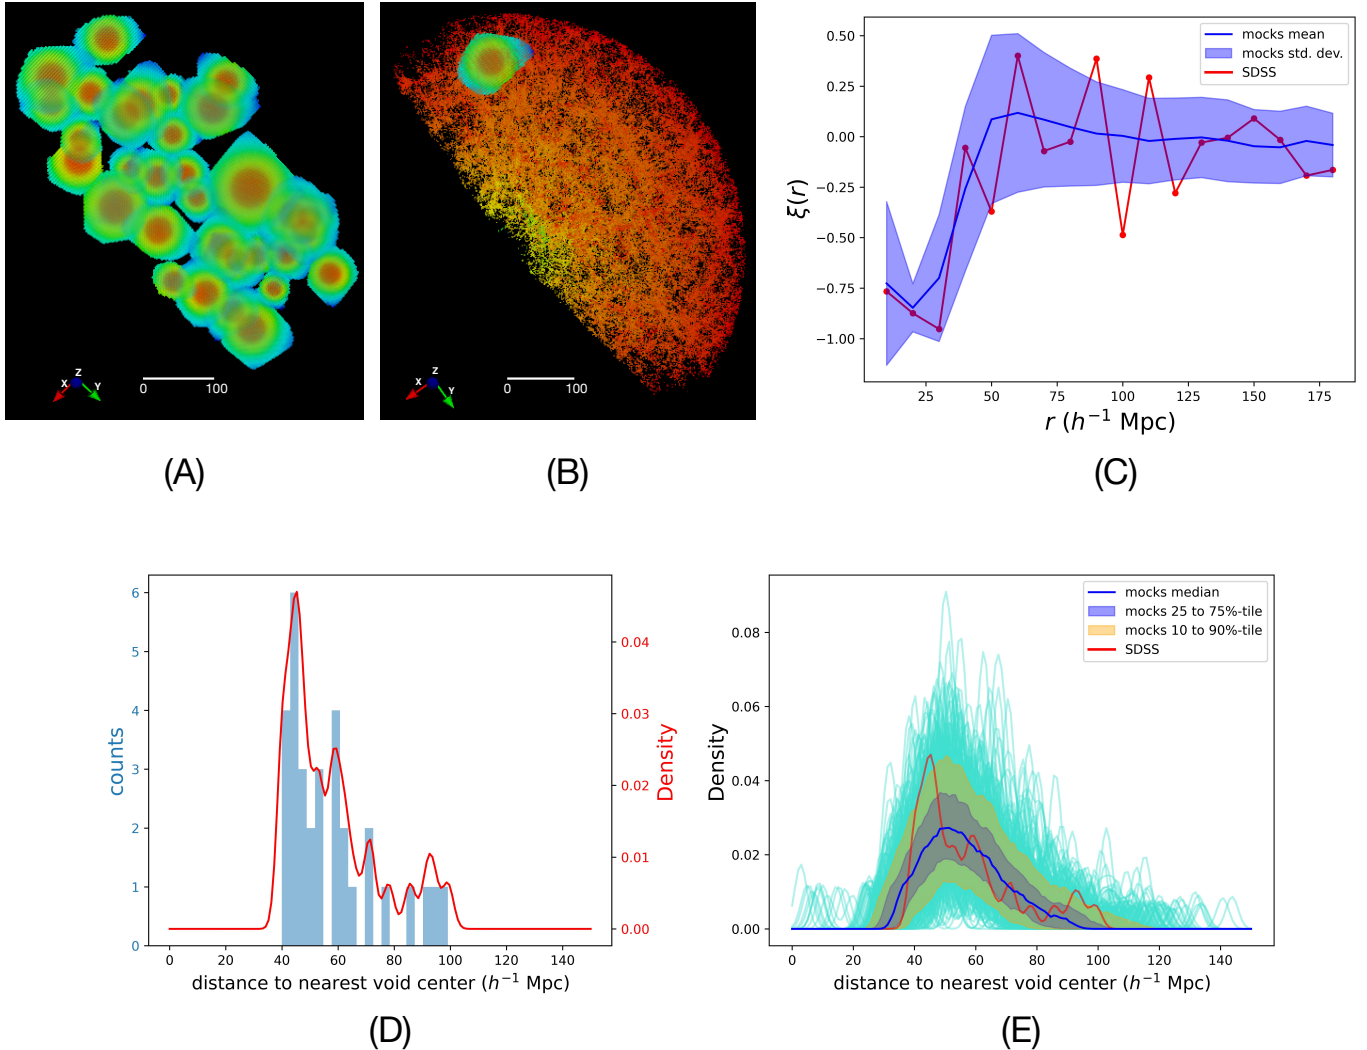 X Z Y
0 100
(A)
X Z Y
0 100
(B)
mocks mean
mocks std. dev.
SDSS
0.50
0.25
0.00
−0.25
−0.50
−0.75
−1.00
ξ(r)
25 50 75 100 125 150 175
r (h⁻¹ Mpc)
(C)
6
5
4
3
2
1
0
counts
0.04
0.03
0.02
0.01
0.00
Density
0 20 40 60 80 100 120 140
distance to nearest void center (h⁻¹ Mpc)
(D)
mocks median
mocks 25 to 75%-tile
mocks 10 to 90%-tile
SDSS
0.08
0.06
0.04
0.02
0.00
Density
0 20 40 60 80 100 120 140
distance to nearest void center (h⁻¹ Mpc)
(E)